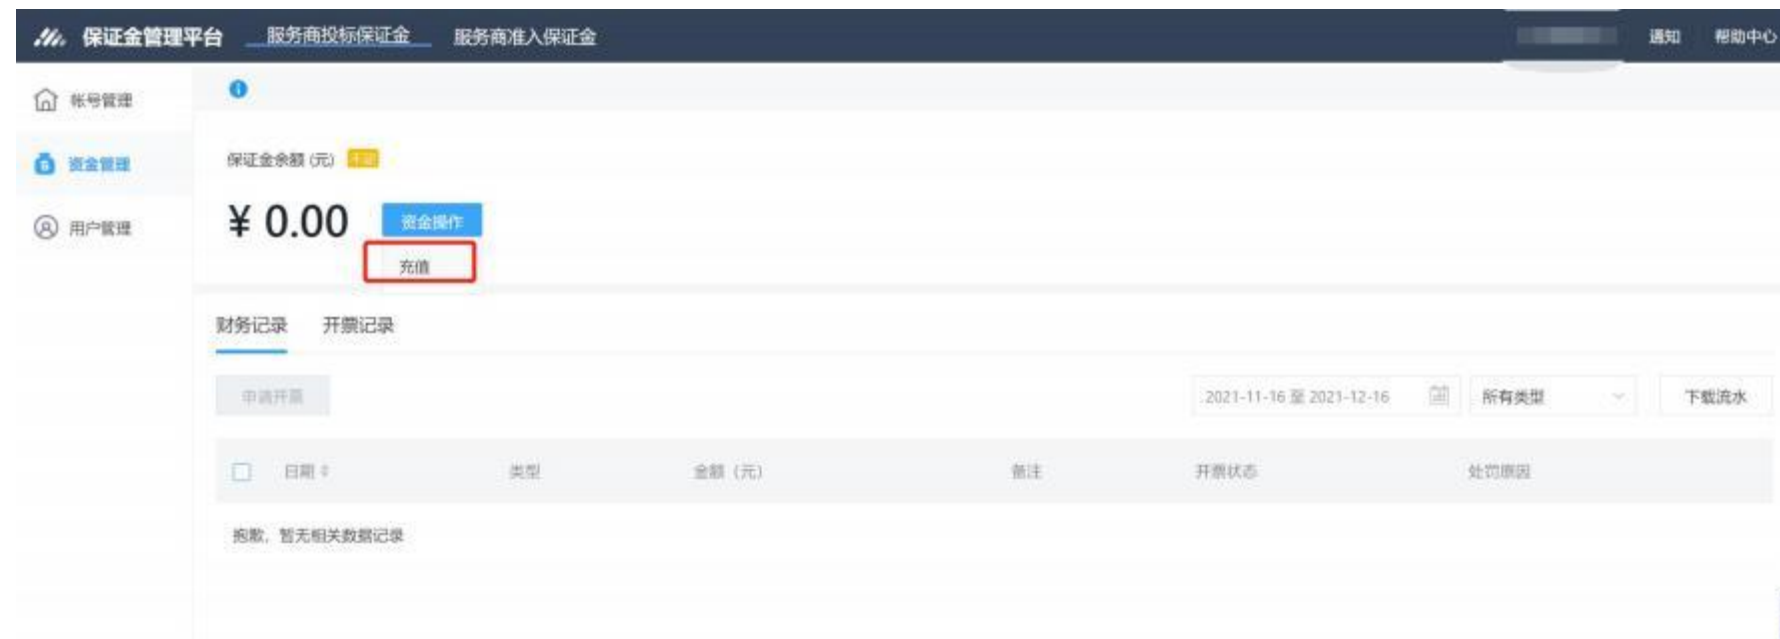 保证金管理平台 服务商投标保证金 服务商准入保证金 通知 帮助中心
帐号管理
资金管理
用户管理
保证金余额 (元)
¥ 0.00 资金操作
充值
财务记录 开票记录
申请开票 2021-11-16 至 2021-12-16 所有类型 下载流水
日期 类型 金额（元） 备注 开票状态 处罚原因
抱歉，暂无相关数据记录